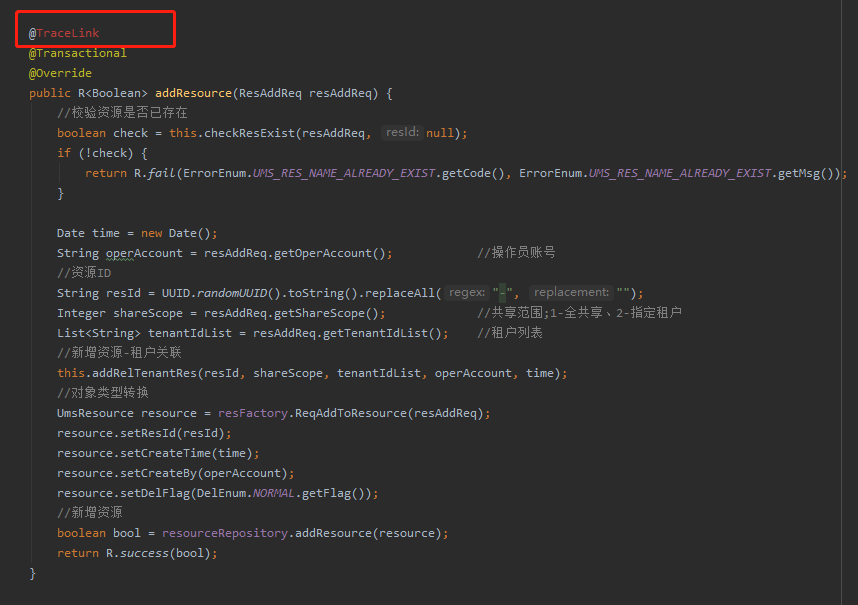 @TraceLink
@Transactional
@Override
public R<Boolean> addResource(ResAddReq resAddReq) {
//校验资源是否已存在
boolean check = this.checkResExist(resAddReq, resId: null);
if (!check) {
return R.fail(ErrorEnum.UMS_RES_NAME_ALREADY_EXIST.getCode(), ErrorEnum.UMS_RES_NAME_ALREADY_EXIST.getMsg());
}
Date time = new Date();
String operAccount = resAddReq.getOperAccount(); //操作员账号
//资源ID
String resId = UUID.randomUUID().toString().replaceAll( regex: "-", replacement: "");
Integer shareScope = resAddReq.getShareScope(); //共享范围;1-全共享、2-指定租户
List<String> tenantIdList = resAddReq.getTenantIdList(); //租户列表
//新增资源-租户关联
this.addRelTenantRes(resId, shareScope, tenantIdList, operAccount, time);
//对象类型转换
UmsResource resource = resFactory.ReqAddToResource(resAddReq);
resource.setResId(resId);
resource.setCreateTime(time);
resource.setCreateBy(operAccount);
resource.setDelFlag(DelEnum.NORMAL.getFlag());
//新增资源
boolean bool = resourceRepository.addResource(resource);
return R.success(bool);
}